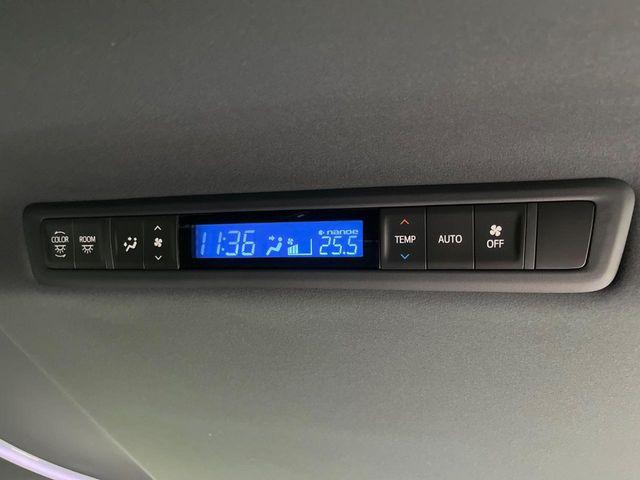 COLOR
ROOM
11:36
nanoe
25.5
TEMP
AUTO
OFF